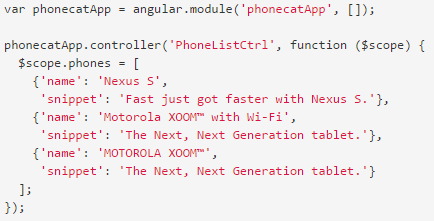 var phonecatApp = angular.module('phonecatApp', []);

phonecatApp.controller('PhoneListCtrl', function ($scope) {
  $scope.phones = [
    {'name': 'Nexus S',
     'snippet': 'Fast just got faster with Nexus S.'},
    {'name': 'Motorola XOOM™ with Wi-Fi',
     'snippet': 'The Next, Next Generation tablet.'},
    {'name': 'MOTOROLA XOOM™',
     'snippet': 'The Next, Next Generation tablet.'}
  ];
});